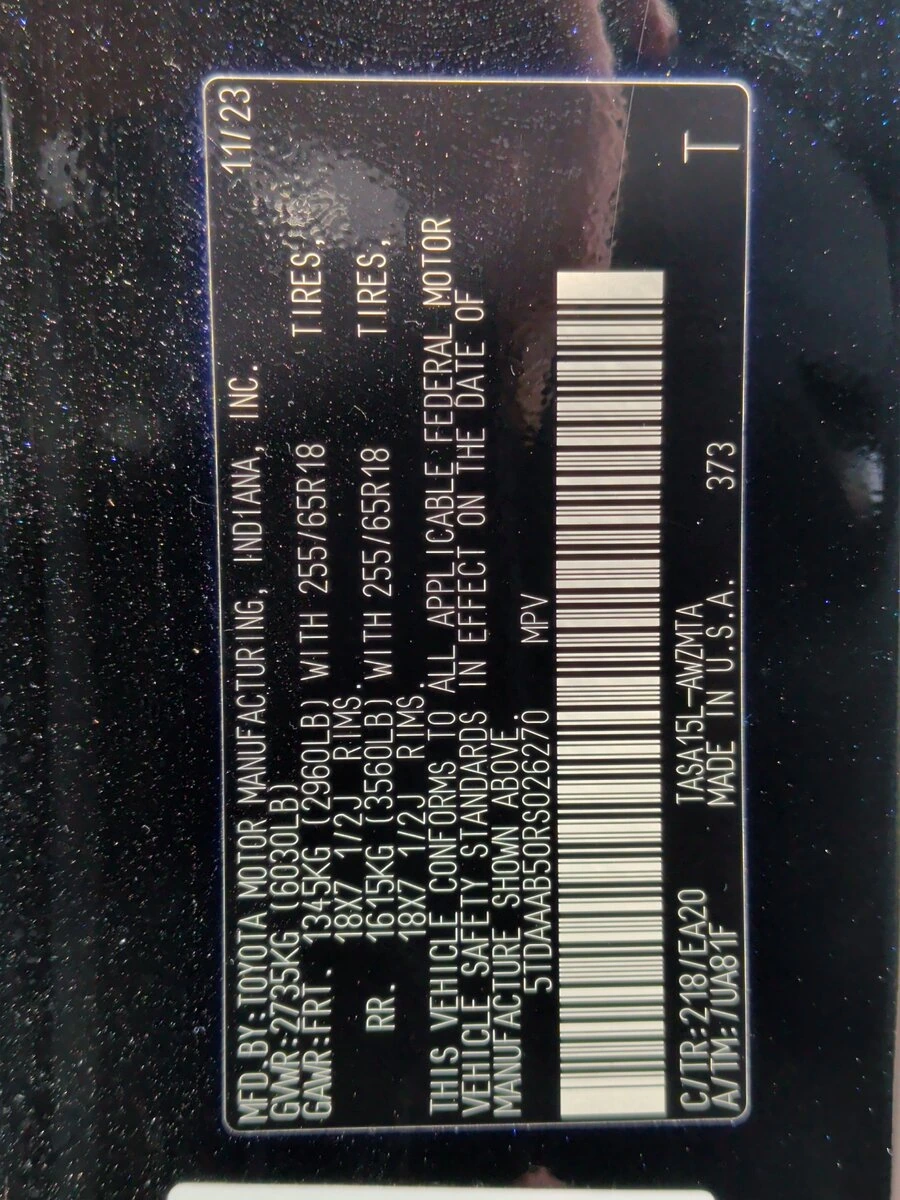 MFD.BY:TOYOTA MOTOR MANUFACTURING, INDIANA, INC. 11/23
GVWR:2735KG (6030LB)
GAWR:FRT. 1345KG (2960LB) WITH 255/65R18 TIRES,
18X7 1/2J RIMS.
RR. 1615KG (3560LB) WITH 255/65R18 TIRES,
18X7 1/2J RIMS.
THIS VEHICLE CONFORMS TO ALL APPLICABLE FEDERAL MOTOR
VEHICLE SAFETY STANDARDS IN EFFECT ON THE DATE OF
MANUFACTURE SHOWN ABOVE.
5TDAAAB50RS026270 MPV
C/TR:218/EA20 TASA15L-AWZMTA
A/TM:/UA81F MADE IN U.S.A. 373 T